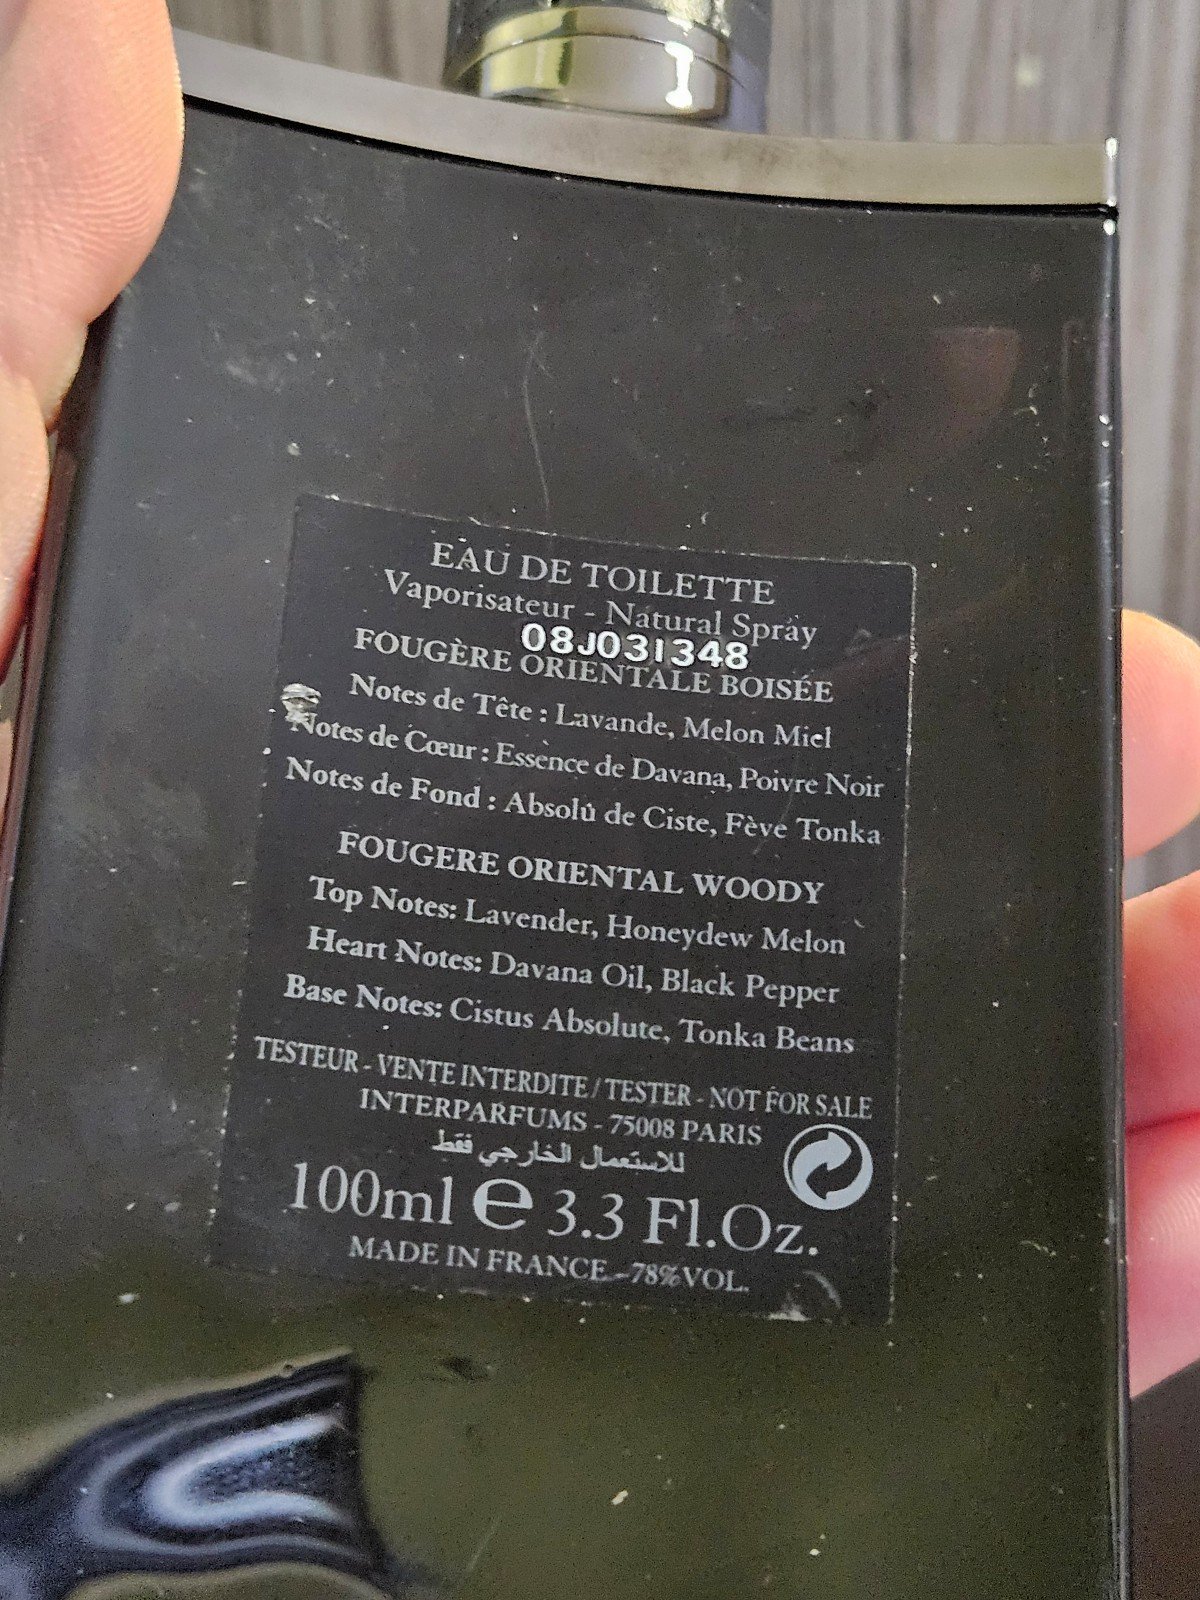 EAU DE TOILETTE
Vaporisateur - Natural Spray
08J031348
FOUGÈRE ORIENTALE BOISÉE
Notes de Tête : Lavande, Melon Miel
Notes de Cœur : Essence de Davana, Poivre Noir
Notes de Fond : Absolû de Ciste, Fève Tonka
FOUGERE ORIENTAL WOODY
Top Notes: Lavender, Honeydew Melon
Heart Notes: Davana Oil, Black Pepper
Base Notes: Cistus Absolute, Tonka Beans
TESTEUR - VENTE INTERDITE / TESTER - NOT FOR SALE
INTERPARFUMS - 75008 PARIS
للاستعمال الخارجي فقط
100ml e 3.3 Fl.Oz.
MADE IN FRANCE - 78%VOL.